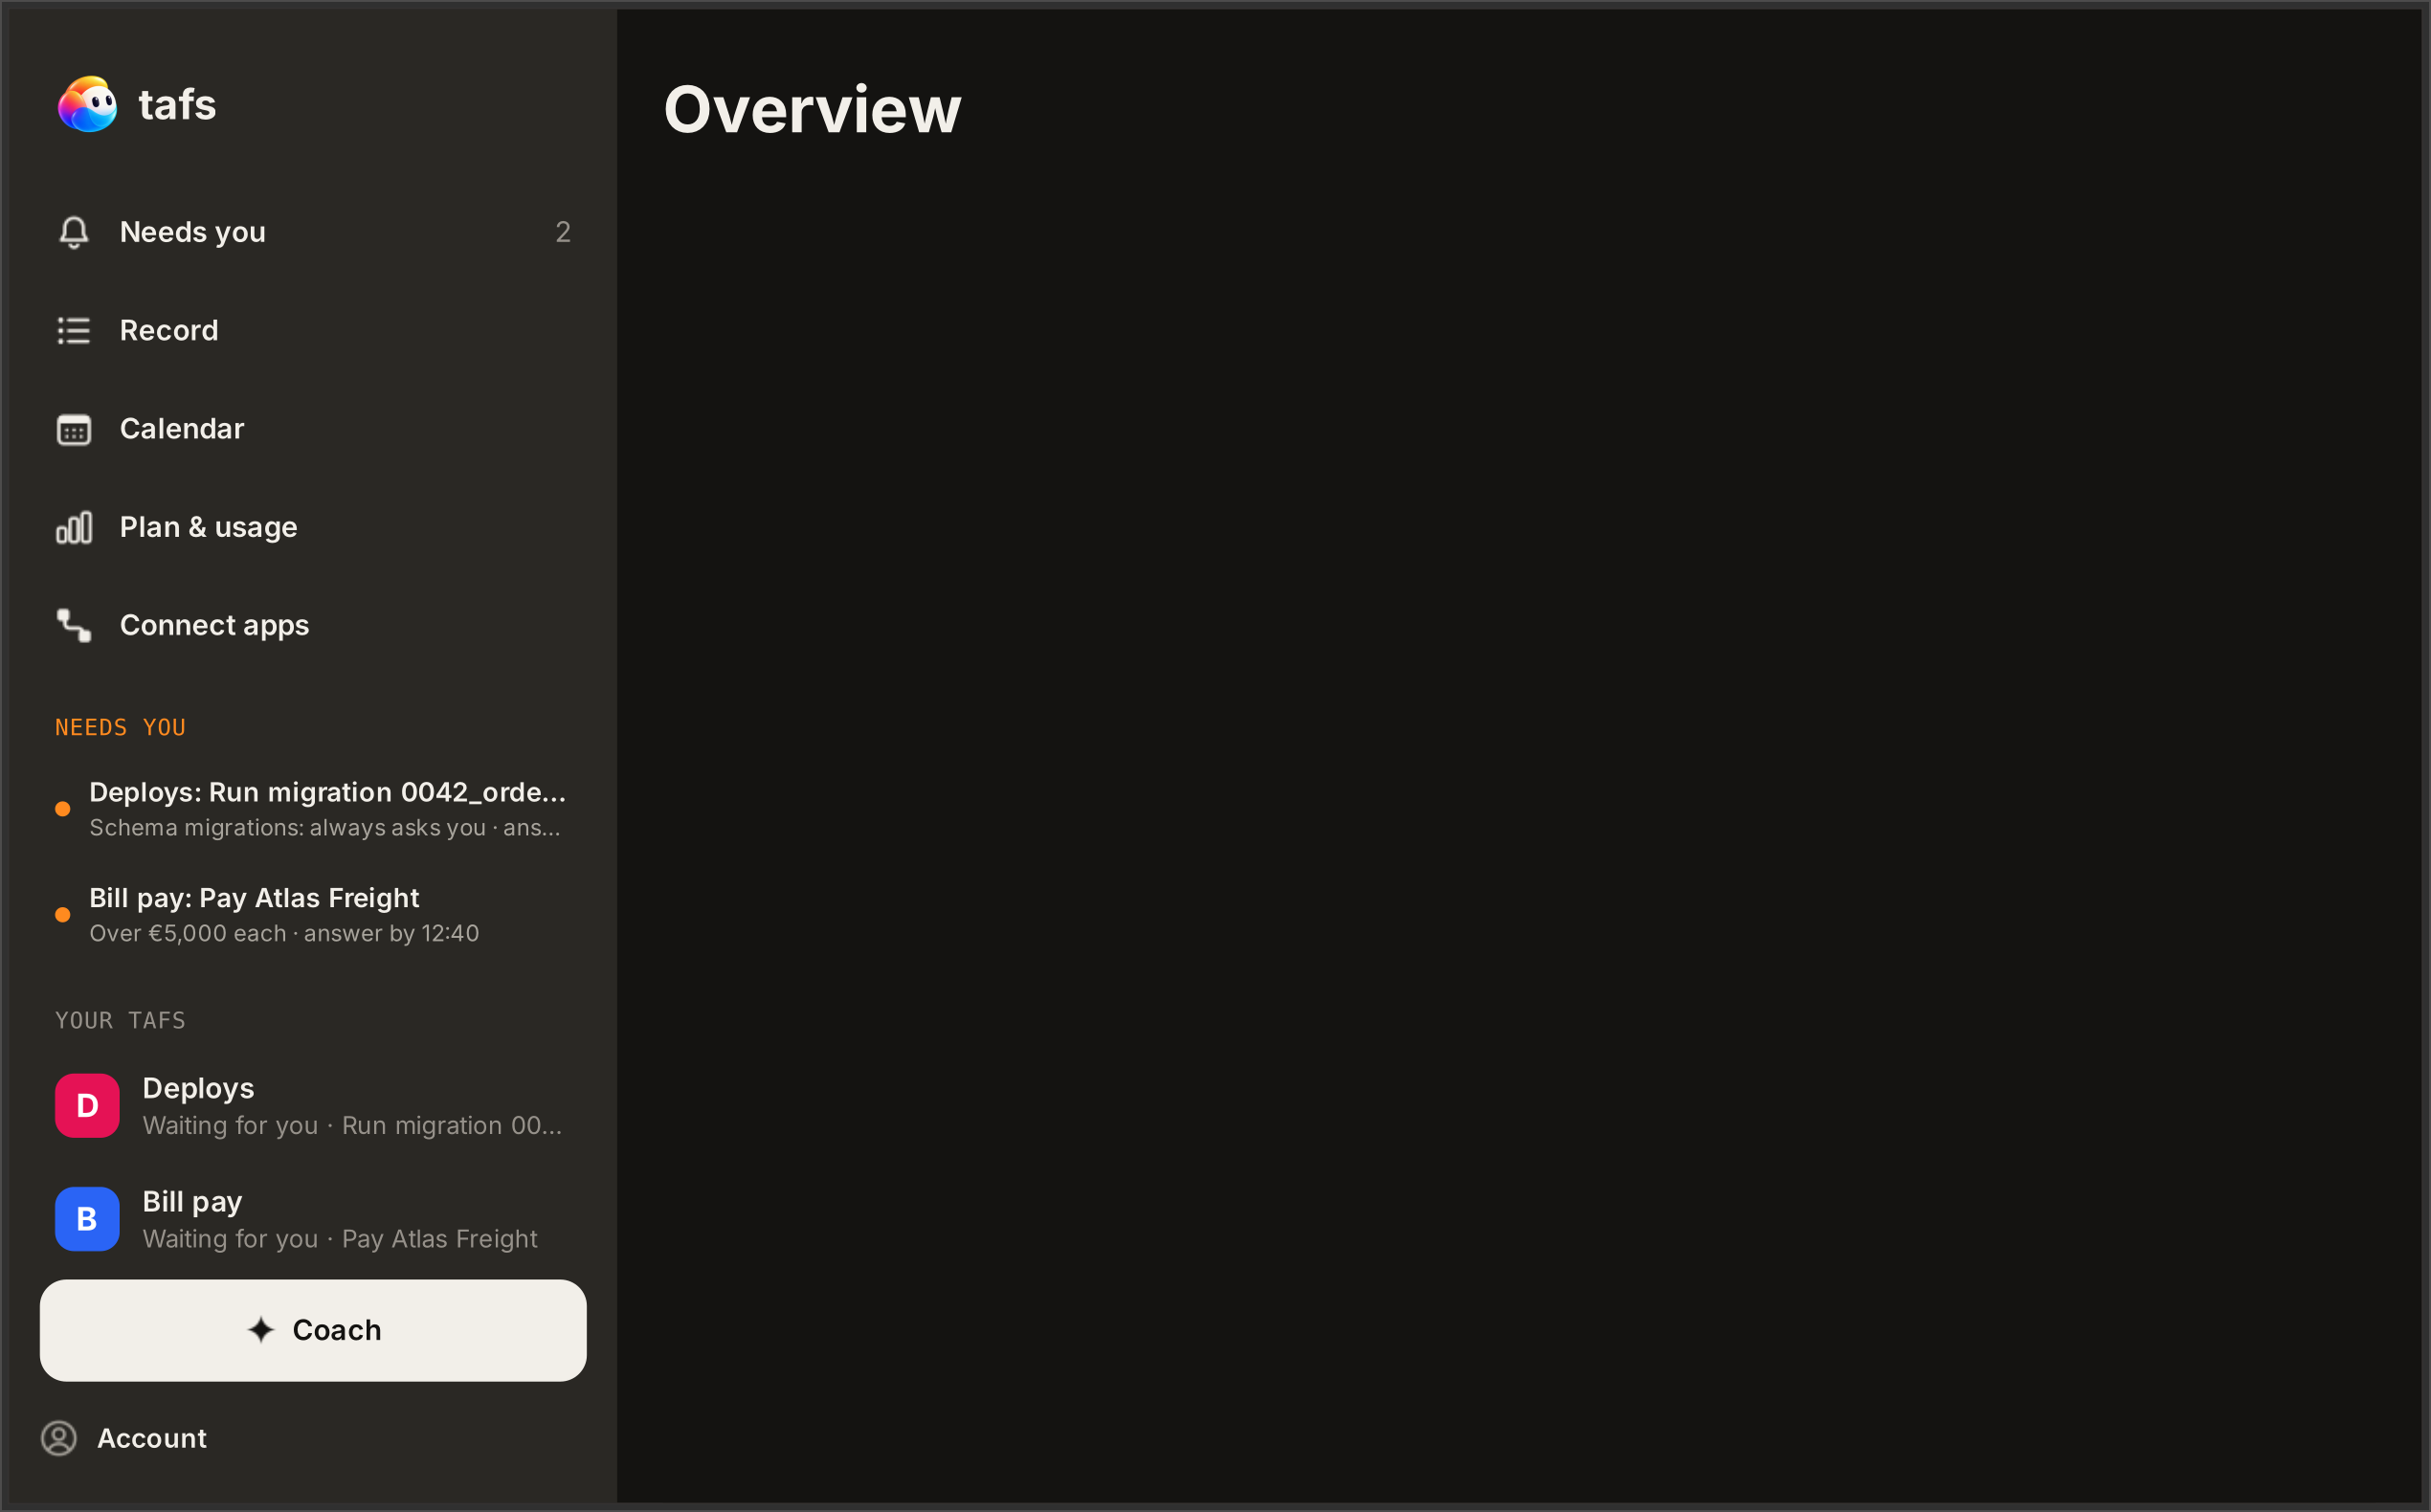 tafs
Needs you 2
Record
Calendar
Plan & usage
Connect apps
NEEDS YOU
Deploys: Run migration 0042_orde...
Schema migrations: always asks you · ans...
Bill pay: Pay Atlas Freight
Over €5,000 each · answer by 12:40
YOUR TAFS
D
Deploys
Waiting for you · Run migration 00...
B
Bill pay
Waiting for you · Pay Atlas Freight
Coach
Account
Overview